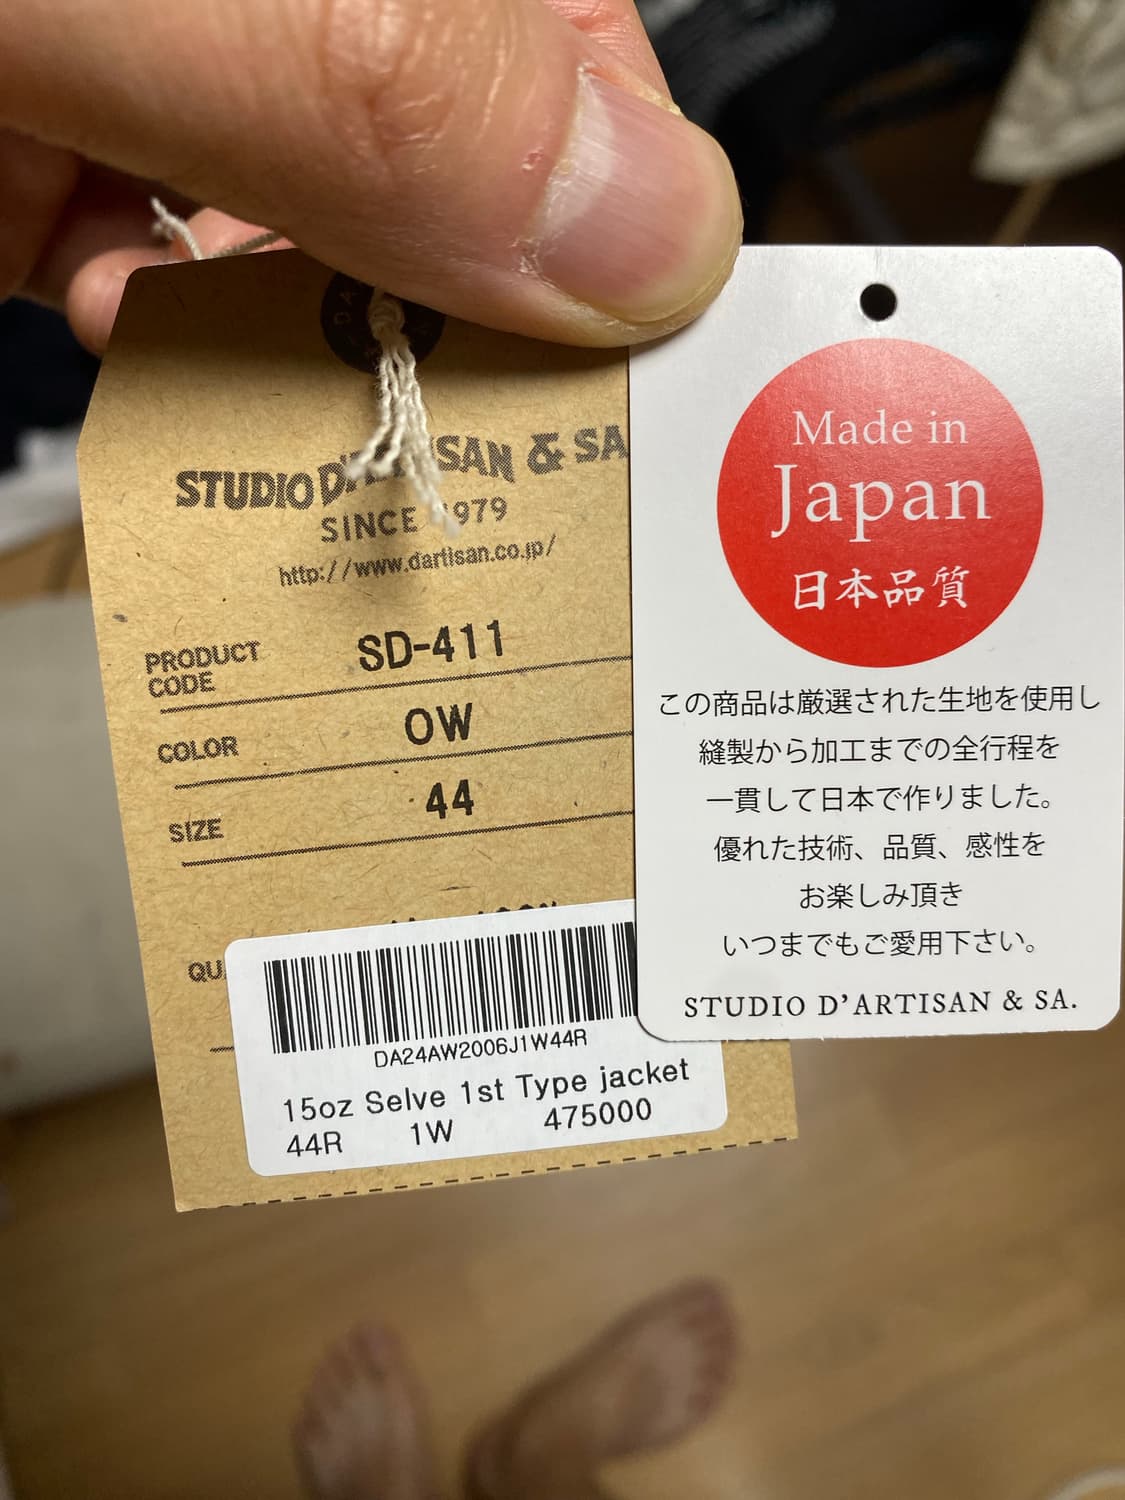 STUDIO D'ARTISAN & SA
SINCE 1979
http://www.dartisan.co.jp/
PRODUCT CODE SD-411
COLOR OW
SIZE 44
DA24AW2006J1W44R
15oz Selve 1st Type jacket
44R 1W 475000
Made in
Japan
日本品質
この商品は厳選された生地を使用し
縫製から加工までの全行程を
一貫して日本で作りました。
優れた技術、品質、感性を
お楽しみ頂き
いつまでもご愛用下さい。
STUDIO D'ARTISAN & SA.